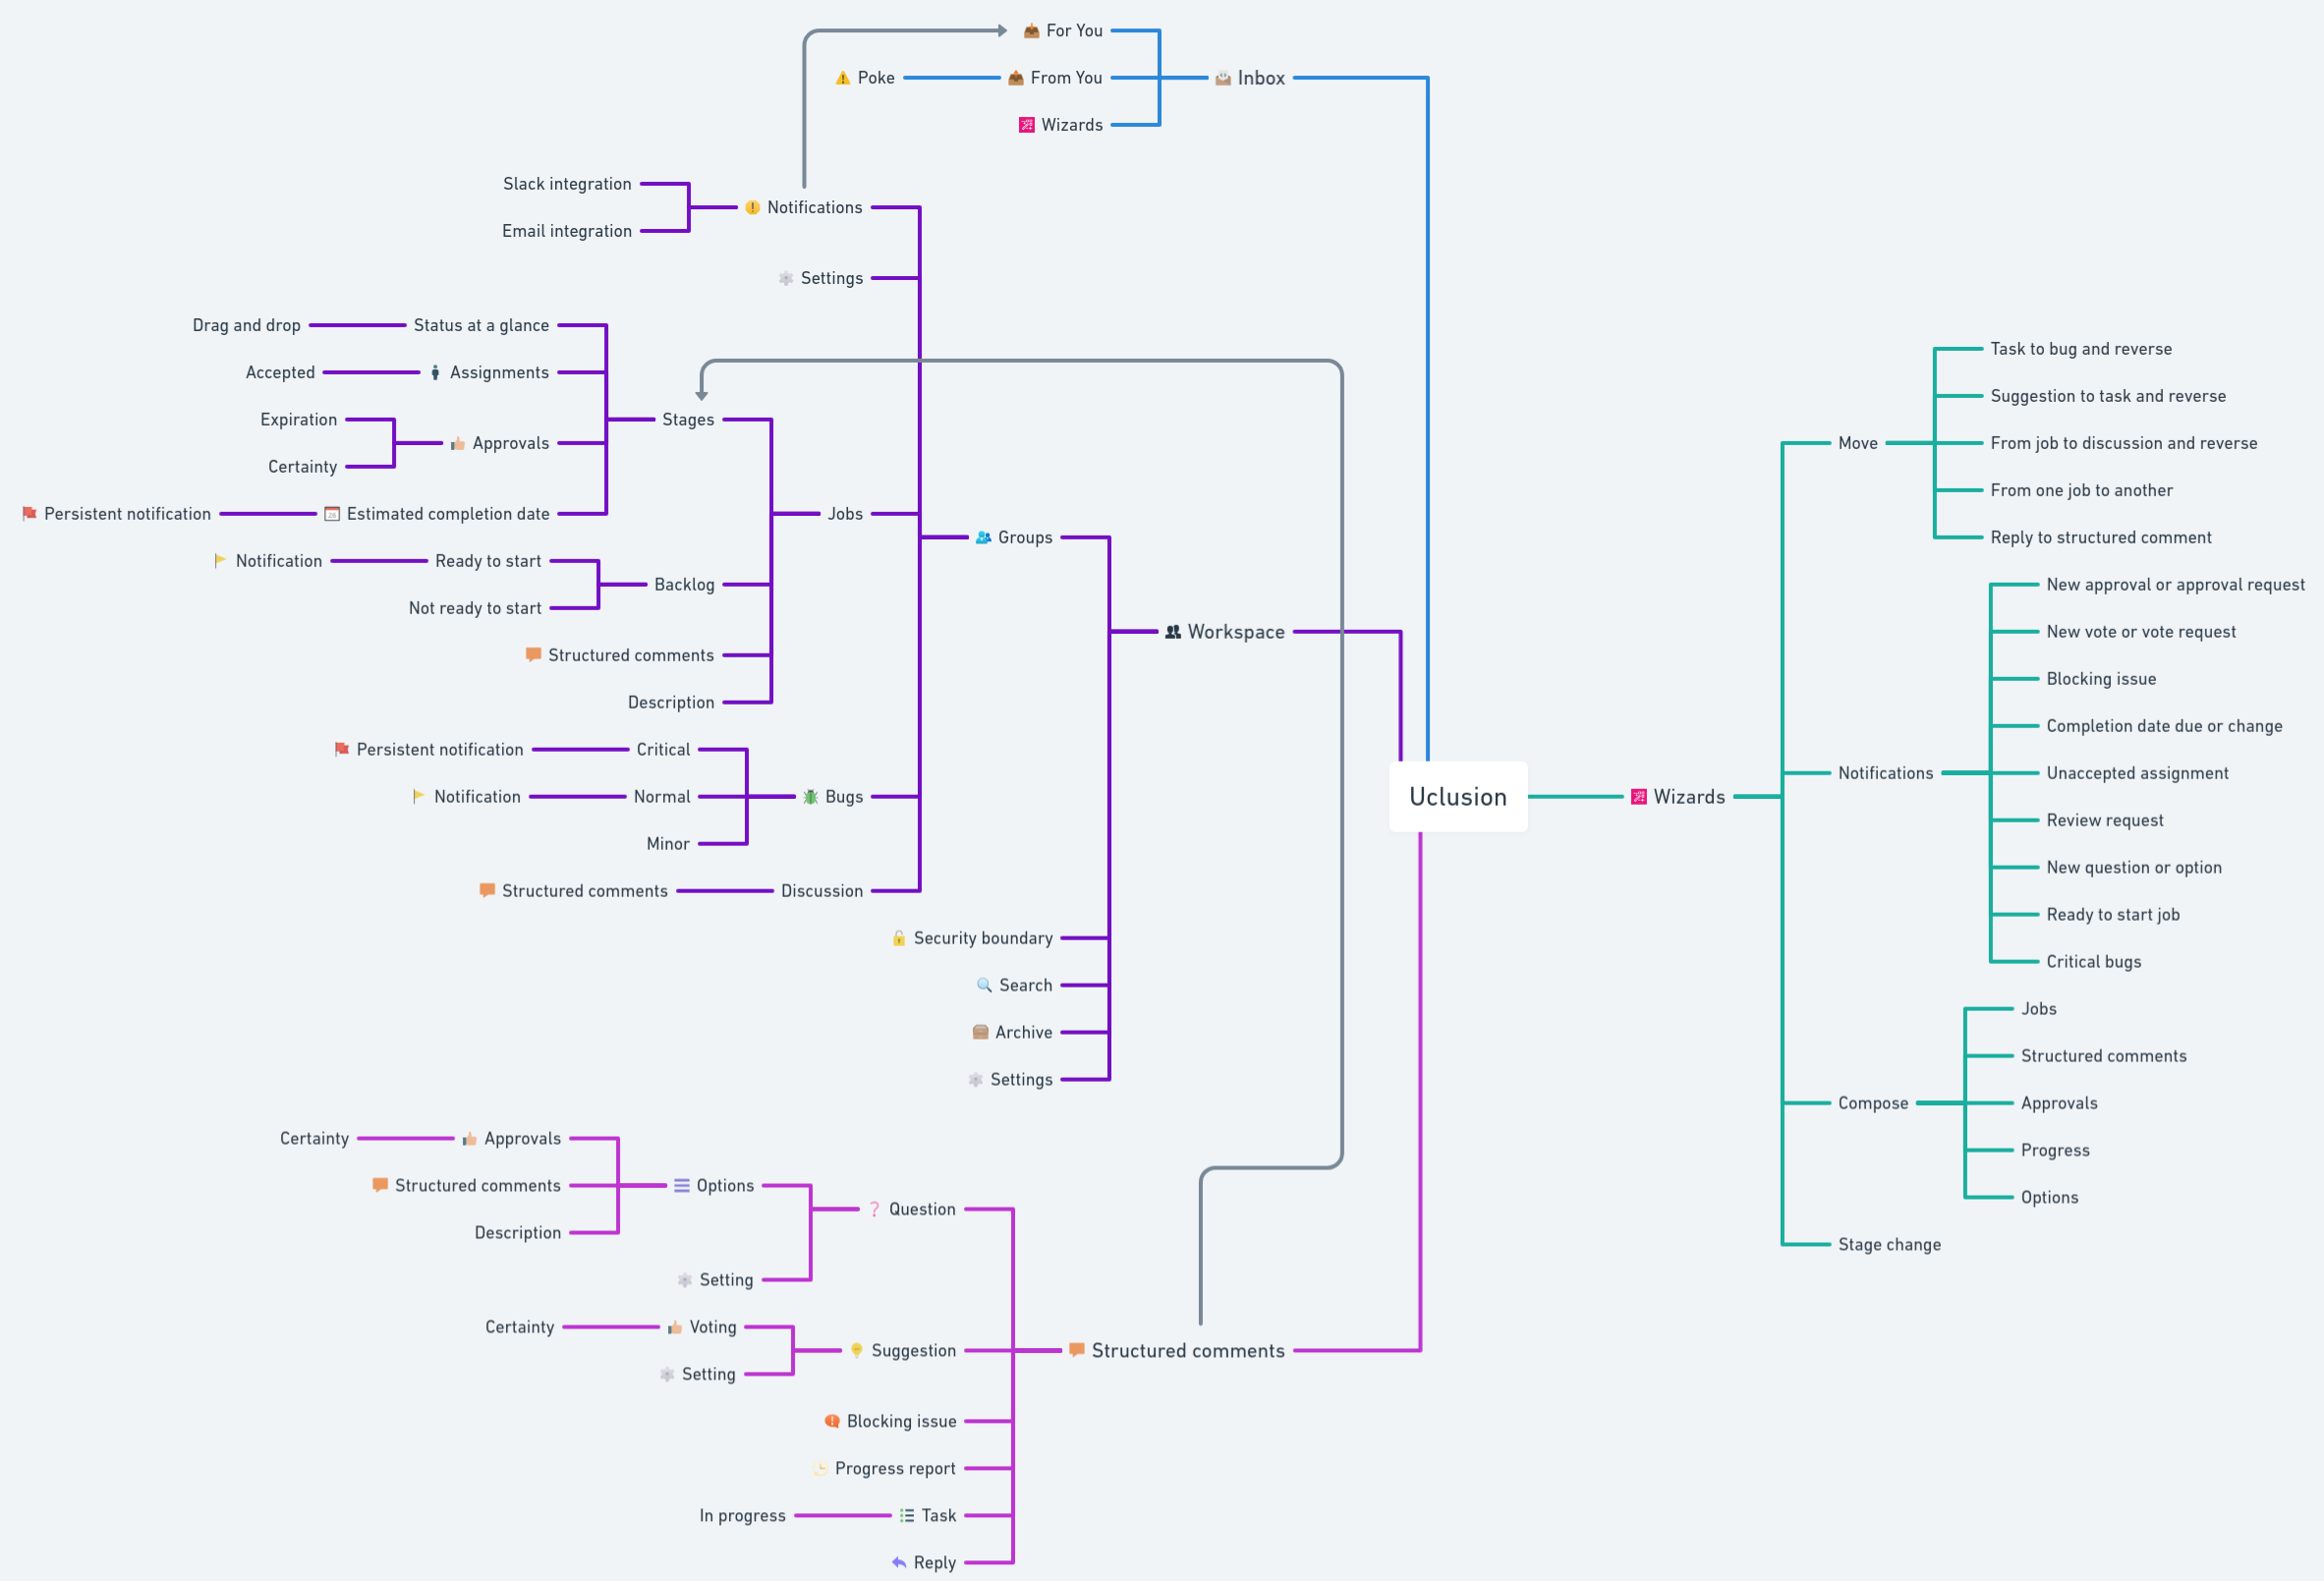 For You
Poke
From You
Inbox
Wizards
Slack integration
Notifications
Email integration
Settings
Drag and drop
Status at a glance
Accepted
Assignments
Expiration
Stages
Approvals
Certainty
Persistent notification
Estimated completion date
Jobs
Groups
Notification
Ready to start
Backlog
Not ready to start
Workspace
Structured comments
Description
Persistent notification
Critical
Notification
Normal
Bugs
Minor
Structured comments
Discussion
Security boundary
Search
Archive
Settings
Certainty
Approvals
Structured comments
Options
Question
Description
Setting
Certainty
Voting
Suggestion
Structured comments
Setting
Blocking issue
Progress report
In progress
Task
Reply
Uclusion
Wizards
Move
Task to bug and reverse
Suggestion to task and reverse
From job to discussion and reverse
From one job to another
Reply to structured comment
Notifications
New approval or approval request
New vote or vote request
Blocking issue
Completion date due or change
Unaccepted assignment
Review request
New question or option
Ready to start job
Critical bugs
Compose
Jobs
Structured comments
Approvals
Progress
Options
Stage change